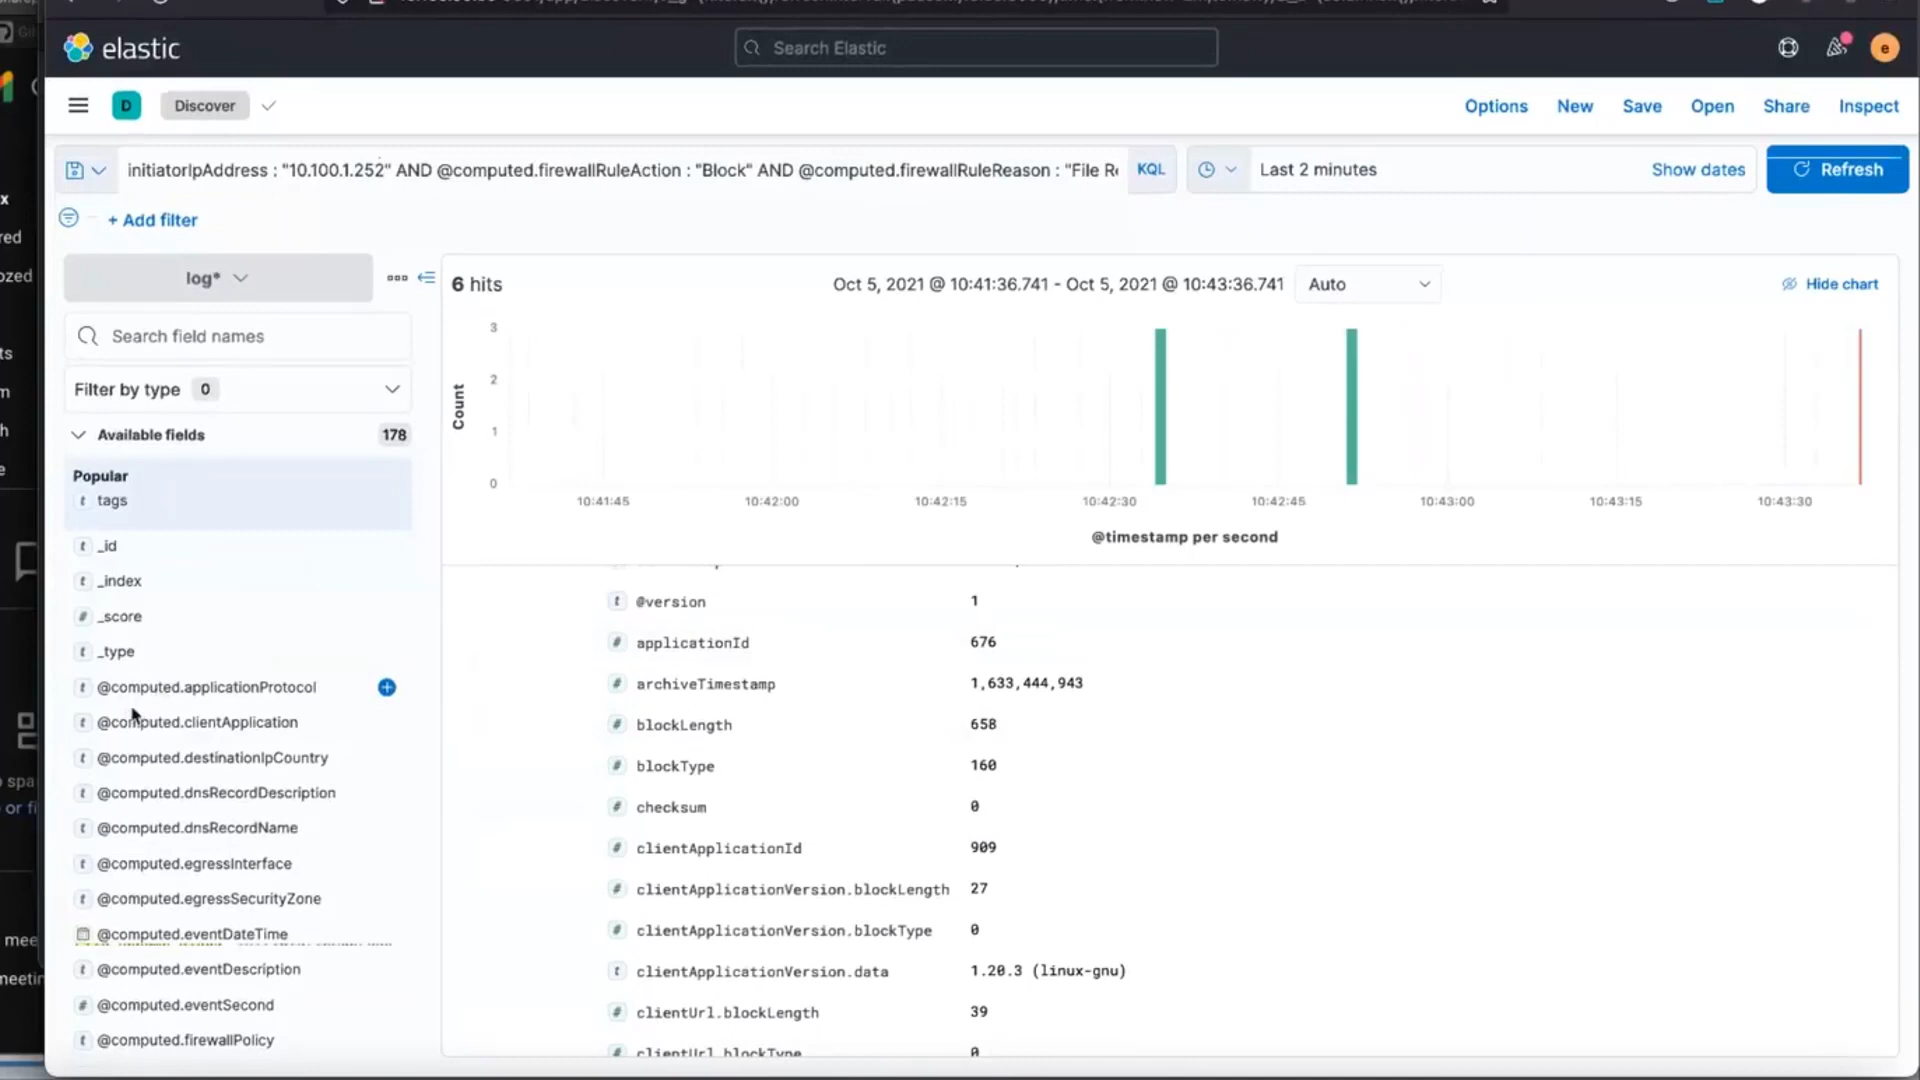 elastic
Search Elastic
e
D
Discover
Options
New
Save
Open
Share
Inspect
initiatorIpAddress : "10.100.1.252" AND @computed.firewallRuleAction : "Block" AND @computed.firewallRuleReason : "File Re
KQL
Last 2 minutes
Show dates
Refresh
+ Add filter
log*
6 hits
Oct 5, 2021 @ 10:41:36.741 - Oct 5, 2021 @ 10:43:36.741
Auto
Hide chart
Search field names
Filter by type 0
Available fields
178
Popular
t tags
t _id
t _index
# _score
t _type
t @computed.applicationProtocol
t @computed.clientApplication
t @computed.destinationIpCountry
t @computed.dnsRecordDescription
t @computed.dnsRecordName
t @computed.egressInterface
t @computed.egressSecurityZone
@computed.eventDateTime
t @computed.eventDescription
# @computed.eventSecond
t @computed.firewallPolicy
Count
3
2
1
0
10:41:45
10:42:00
10:42:15
10:42:30
10:42:45
10:43:00
10:43:15
10:43:30
@timestamp per second
t @version 1
# applicationId 676
# archiveTimestamp 1,633,444,943
# blockLength 658
# blockType 160
# checksum 0
# clientApplicationId 909
# clientApplicationVersion.blockLength 27
# clientApplicationVersion.blockType 0
t clientApplicationVersion.data 1.20.3 (linux-gnu)
# clientUrl.blockLength 39
# clientUrl.blockType 0